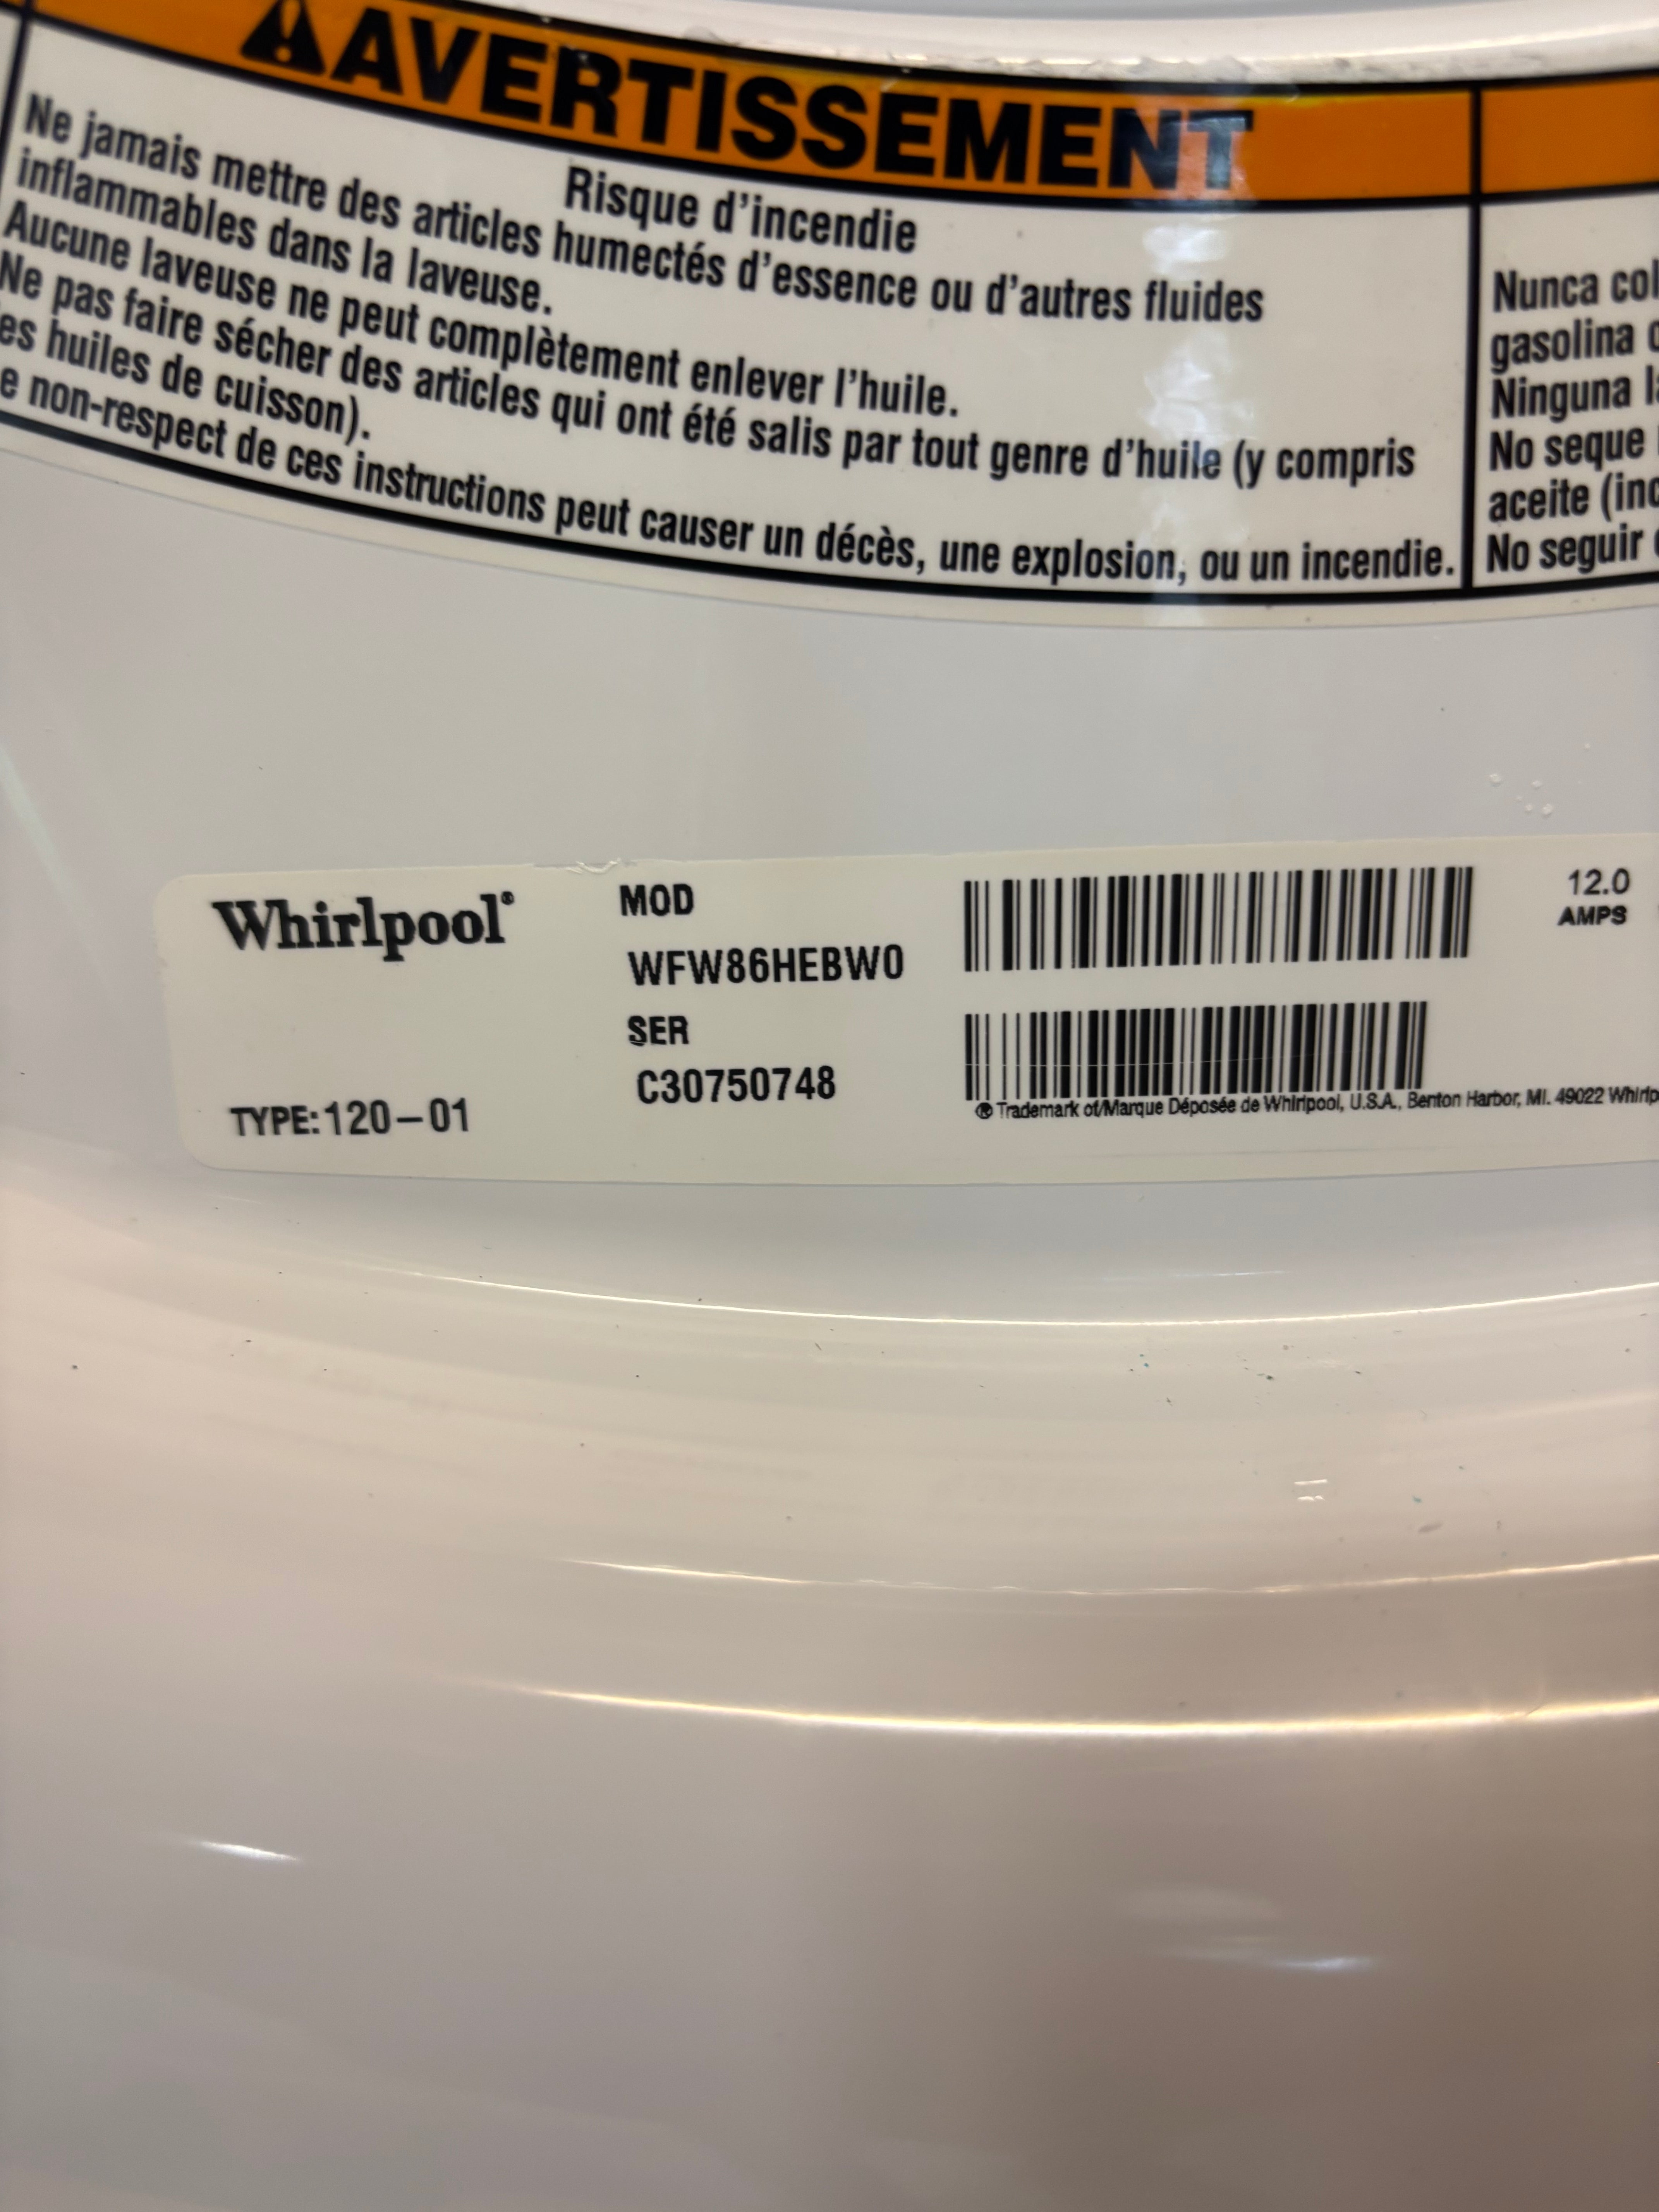 AVERTISSEMENT
Risque d'incendie
Ne jamais mettre des articles humectés d'essence ou d'autres fluides
inflammables dans la laveuse.
Aucune laveuse ne peut complètement enlever l'huile.
Ne pas faire sécher des articles qui ont été salis par tout genre d'huile (y compris
es huiles de cuisson).
e non-respect de ces instructions peut causer un décès, une explosion, ou un incendie.
Nunca col
gasolina
Ninguna l
No seque
aceite (inc
No seguir
Whirlpool®
TYPE:120-01
MOD
WFW86HEBW0
SER
C30750748
12.0
AMPS
® Trademark of/Marque Déposée de Whirlpool, U.S.A., Benton Harbor, MI. 49022 Whirlp